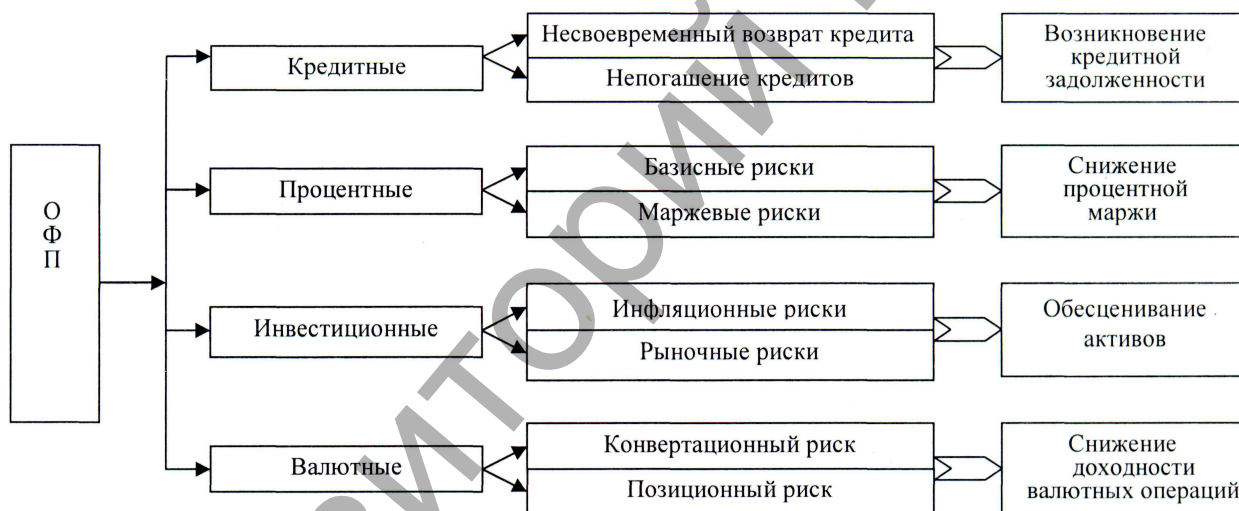 О
Ф
П
Кредитные
Несвоевременный возврат кредита
Непогашение кредитов
Возникновение
кредитной
задолженности
Процентные
Базисные риски
Маржевые риски
Снижение
процентной
маржи
Инвестиционные
Инфляционные риски
Рыночные риски
Обесценивание
активов
Валютные
Конвертационный риск
Позиционный риск
Снижение
доходности
валютных операций